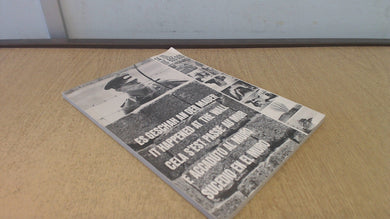 ES GESCHAH AN DER MAUER
IT HAPPENED AT THE WALL
CELA S'EST PASSÉ AU MUR
E ACCADUTO AL MURO
SUCEDIO EN EL MURO